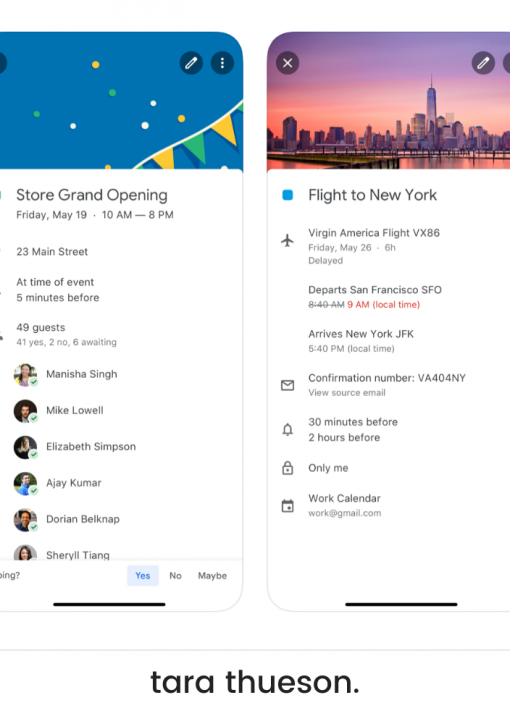 Store Grand Opening
Friday, May 19 · 10 AM — 8 PM
23 Main Street
At time of event
5 minutes before
49 guests
41 yes, 2 no, 6 awaiting
Manisha Singh
Mike Lowell
Elizabeth Simpson
Ajay Kumar
Dorian Belknap
Sheryll Tiang
Yes No Maybe
Flight to New York
Virgin America Flight VX86
Friday, May 26 · 6h
Delayed
Departs San Francisco SFO
8:40 AM 9 AM (local time)
Arrives New York JFK
5:40 PM (local time)
Confirmation number: VA404NY
View source email
30 minutes before
2 hours before
Only me
Work Calendar
work@gmail.com
tara thueson.